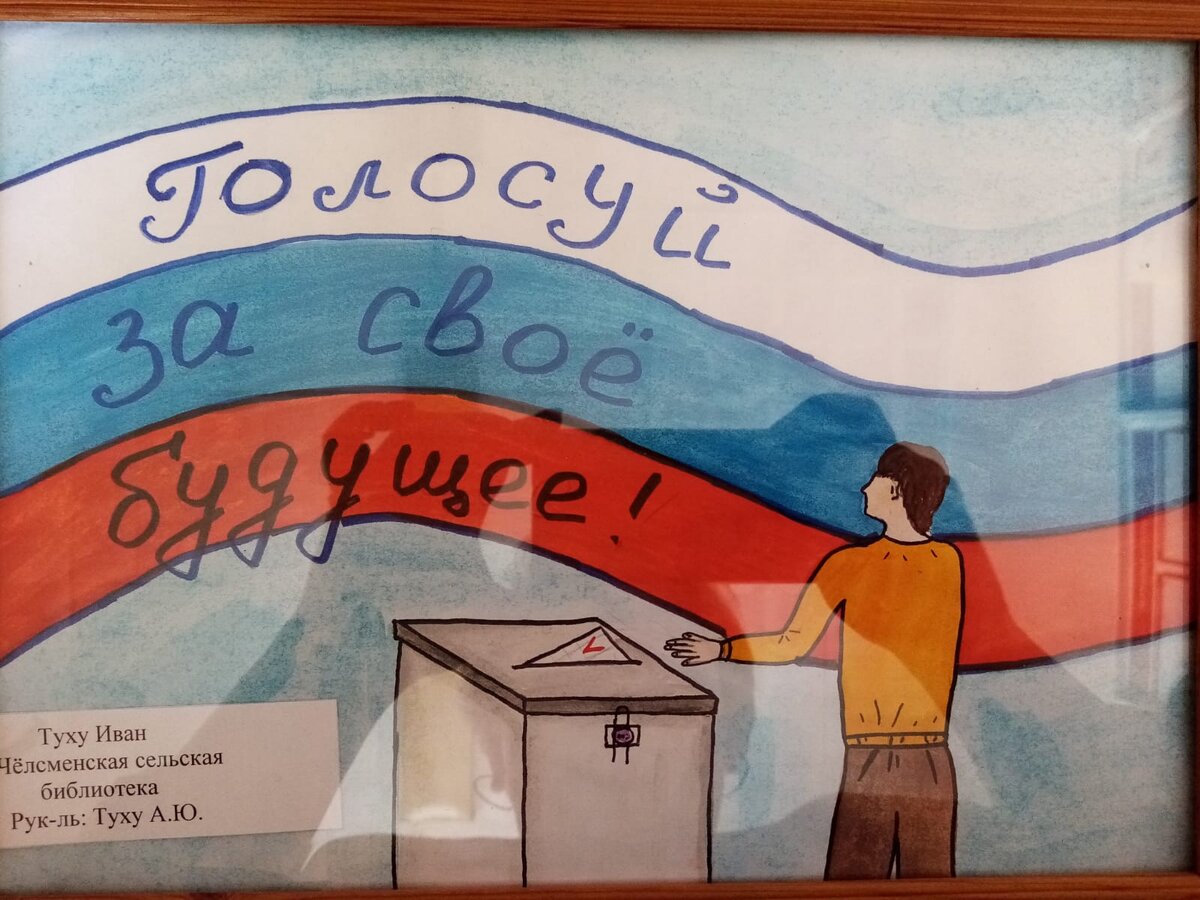 Голосуй
за своё
будущее!
Туху Иван
Чёлсменская сельская
библиотека
Рук-ль: Туху А.Ю.